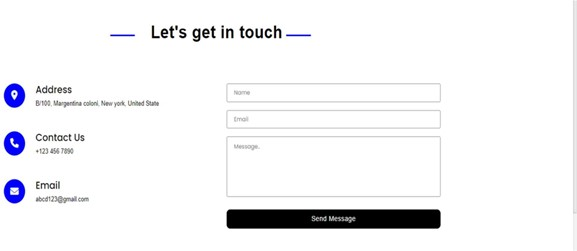 Let's get in touch
Address
B/100, Margentina coloni, New york, United State
Contact Us
+123 456 7890
Email
abcd123@gmail.com
Name
Email
Message..
Send Message